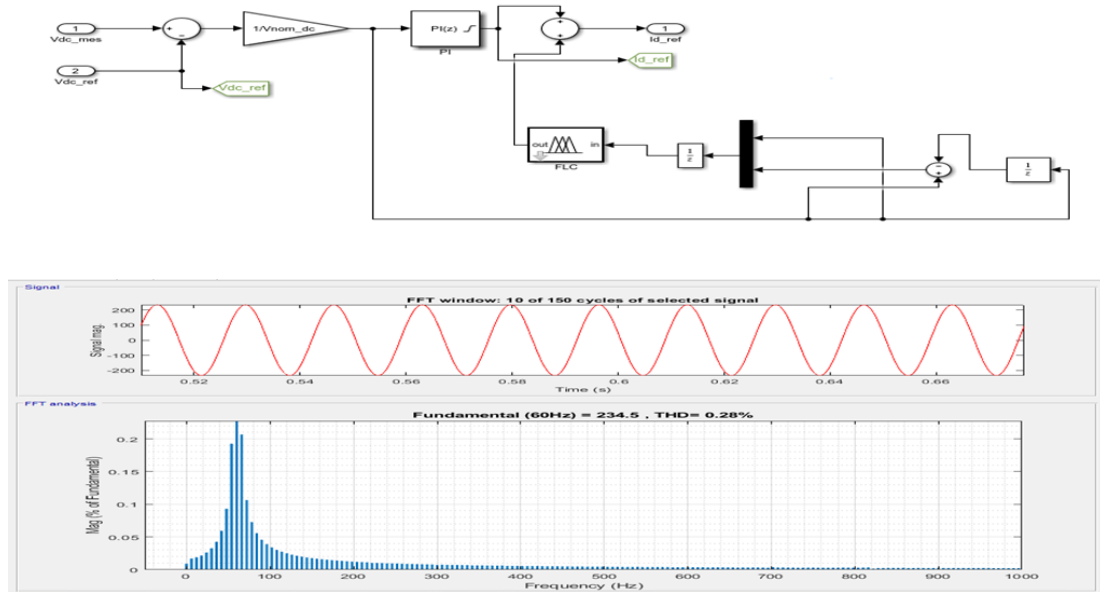 1
Vdc_mes
2
Vdc_ref
Vdc_ref
1/Vnom_dc
PI(z)
PI
1
Id_ref
Id_ref
out
in
FLC
1
z
1
z
Signal
FFT window: 10 of 150 cycles of selected signal
Signal mag.
200
100
0
-100
-200
0.52 0.54 0.56 0.58 0.6 0.62 0.64 0.66
Time (s)
FFT analysis
Fundamental (60Hz) = 234.5 , THD= 0.28%
Mag (% of Fundamental)
0.2
0.15
0.1
0.05
0
0 100 200 300 400 500 600 700 800 900 1000
Frequency (Hz)